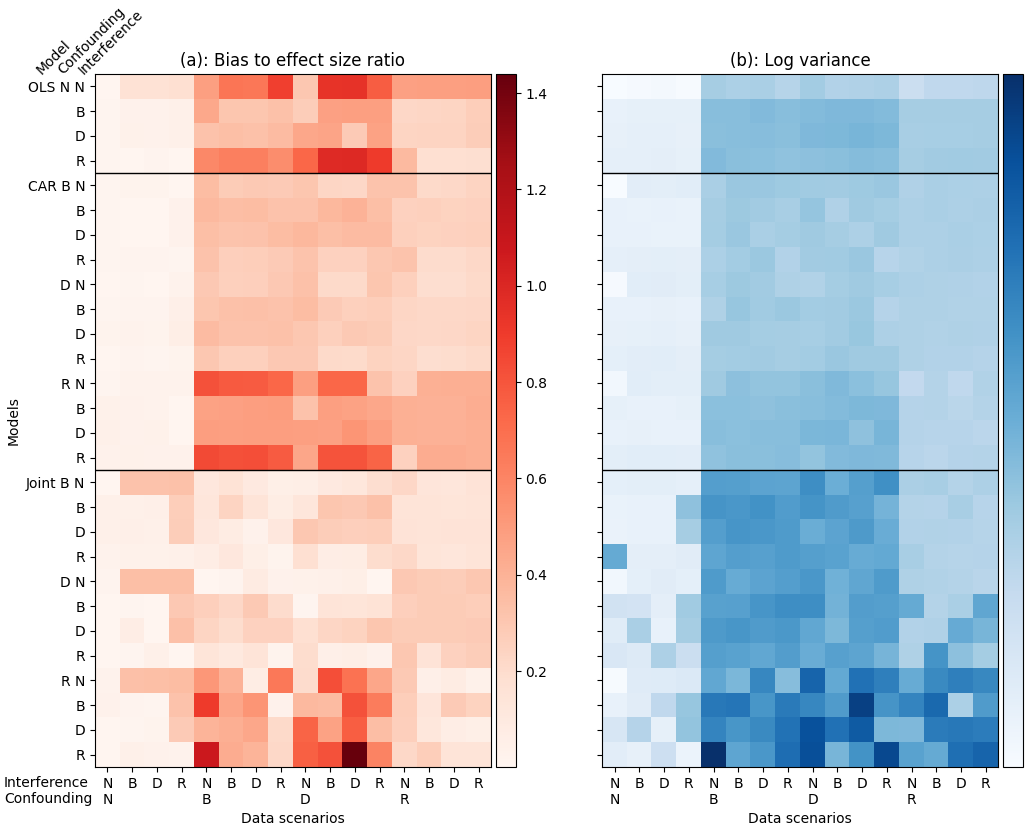 Model
Confounding
Interference
(a): Bias to effect size ratio
(b): Log variance
OLS N N
B
D
R
CAR B N
B
D
R
D N
B
D
R
R N
B
D
R
Joint B N
B
D
R
D N
B
D
R
R N
B
D
R
Models
1.4
1.2
1.0
0.8
0.6
0.4
0.2
Interference N B D R N B D R N B D R N B D R
Confounding N B D R
Data scenarios
N B D R N B D R N B D R N B D R
N B D R
Data scenarios